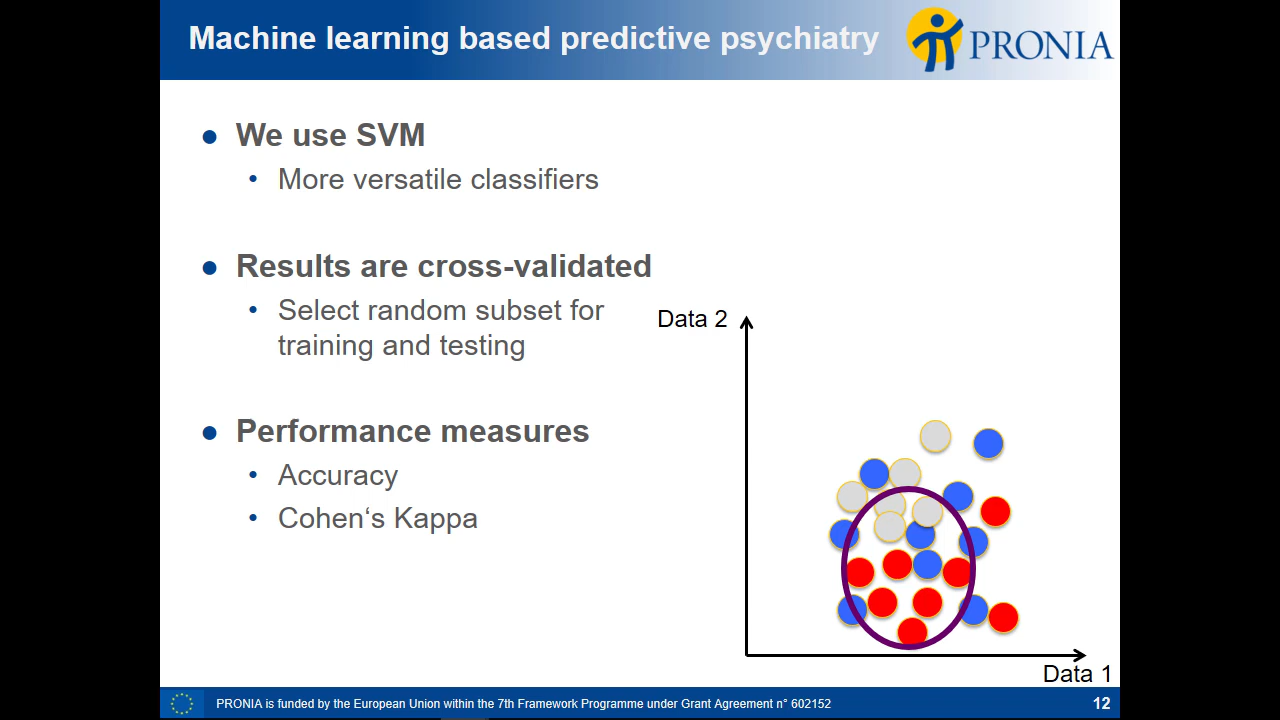 Machine learning based predictive psychiatry
PRONIA
● We use SVM
• More versatile classifiers
● Results are cross-validated
• Select random subset for
training and testing
● Performance measures
• Accuracy
• Cohen‘s Kappa
Data 2
Data 1
PRONIA is funded by the European Union within the 7th Framework Programme under Grant Agreement n° 602152
12